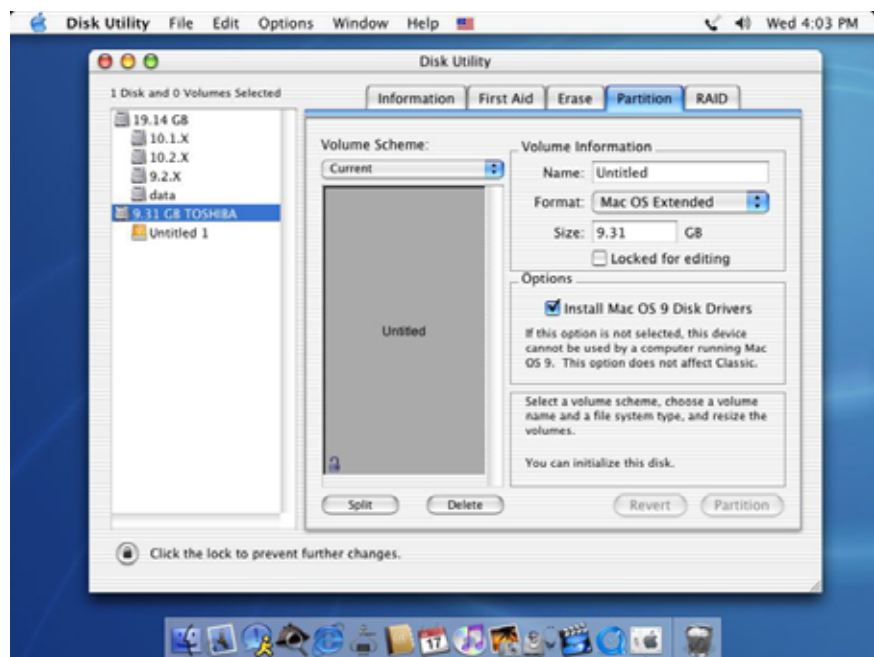 Disk Utility File Edit Options Window Help Wed 4:03 PM
Disk Utility
1 Disk and 0 Volumes Selected
Information First Aid Erase Partition RAID
19.14 GB
10.1.X
10.2.X
9.2.X
data
9.31 GB TOSHIBA
Untitled 1
Volume Scheme:
Current
Untitled
Split Delete
Volume Information
Name: Untitled
Format: Mac OS Extended
Size: 9.31 GB
Locked for editing
Options
Install Mac OS 9 Disk Drivers
If this option is not selected, this device
cannot be used by a computer running Mac
OS 9. This option does not affect Classic.
Select a volume scheme, choose a volume
name and a file system type, and resize the
volumes.
You can initialize this disk.
Revert Partition
Click the lock to prevent further changes.
17